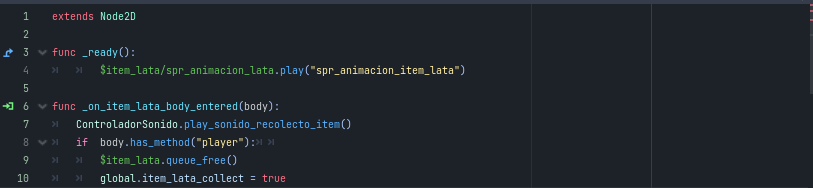 1 extends Node2D
2
3 func _ready():
4 $item_lata/spr_animacion_lata.play("spr_animacion_item_lata")
5
6 func _on_item_lata_body_entered(body):
7 ControladorSonido.play_sonido_recolecto_item()
8 if body.has_method("player"):
9 $item_lata.queue_free()
10 global.item_lata_collect = true